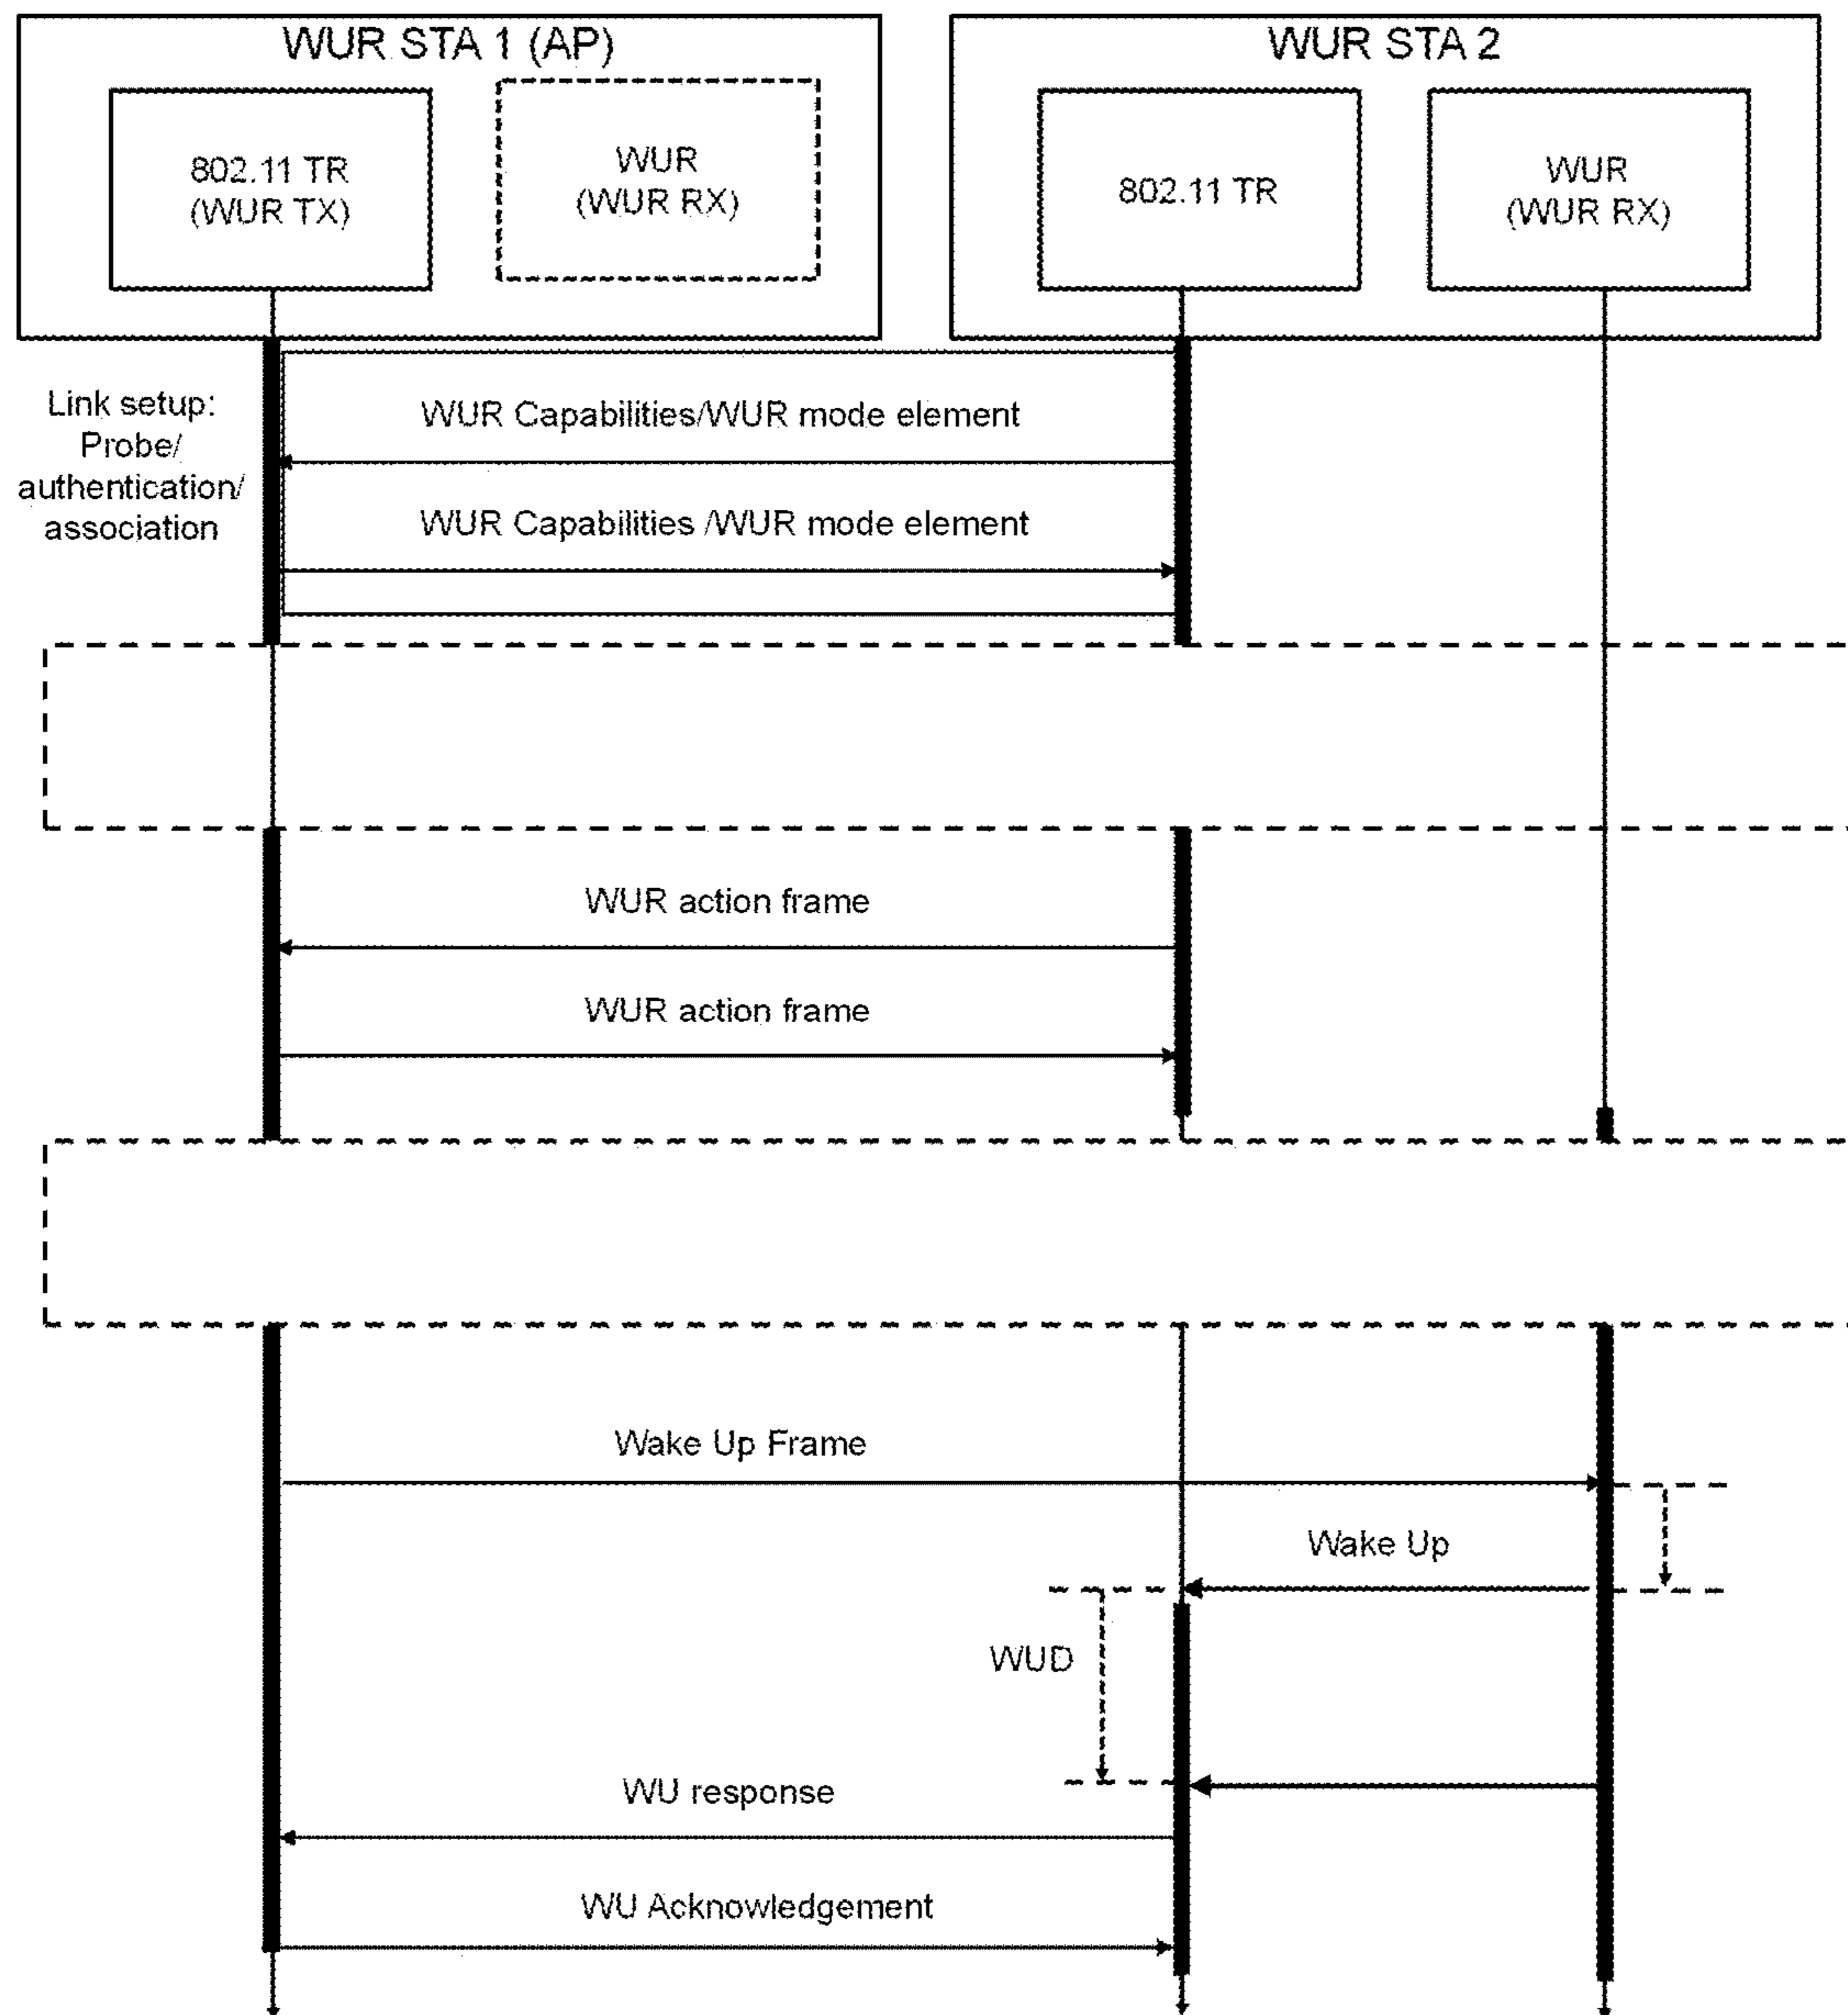 WUR STA 1 (AP)
802.11 TR
(WUR TX)
WUR
(WUR RX)
WUR STA 2
802.11 TR
WUR
(WUR RX)
Link setup:
Probe/
authentication/
association
WUR Capabilities/WUR mode element
WUR Capabilities /WUR mode element
WUR action frame
WUR action frame
Wake Up Frame
Wake Up
WUD
WU response
WU Acknowledgement